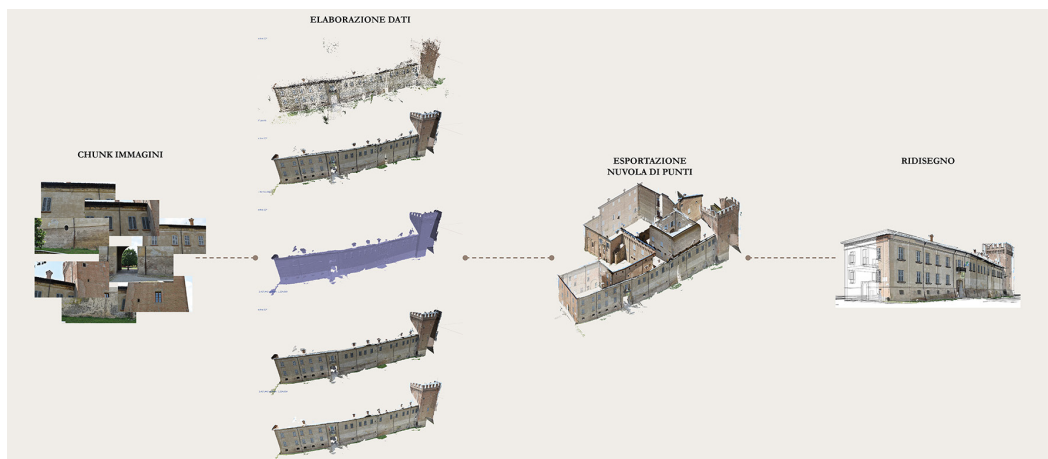 ELABORAZIONE DATI
CHUNK IMMAGINI
ESPORTAZIONE
NUVOLA DI PUNTI
RIDISEGNO